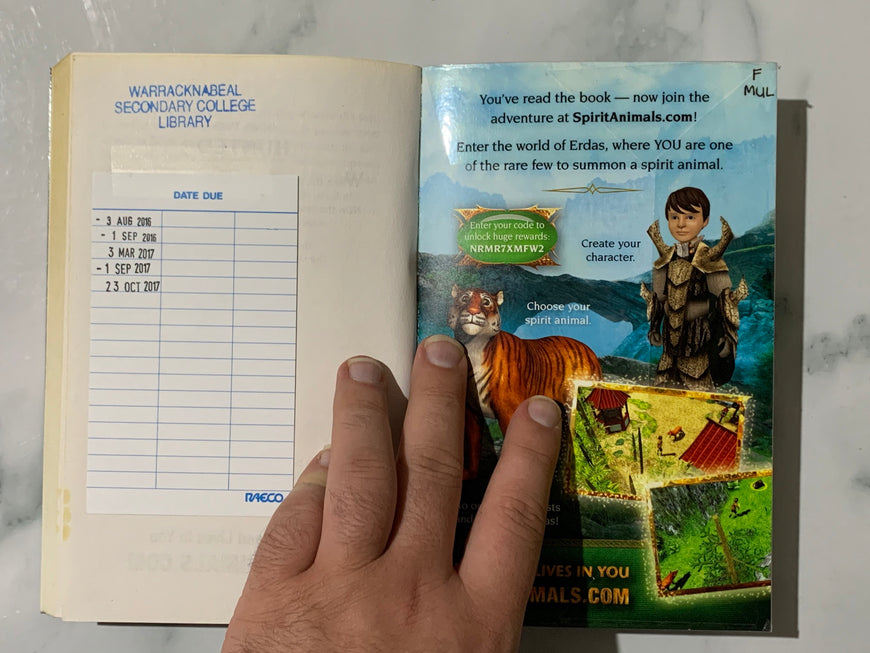 WARRACKNABEAL
SECONDARY COLLEGE
LIBRARY
DATE DUE
- 3 AUG 2016
- 1 SEP 2016
3 MAR 2017
- 1 SEP 2017
23 OCT 2017
RAECO
F
MUL
You've read the book — now join the
adventure at SpiritAnimals.com!
Enter the world of Erdas, where YOU are one
of the rare few to summon a spirit animal.
Enter your code to
unlock huge rewards:
NRMR7XMFW2
Create your
character.
Choose your
spirit animal.
LIVES IN YOU
MALS.COM